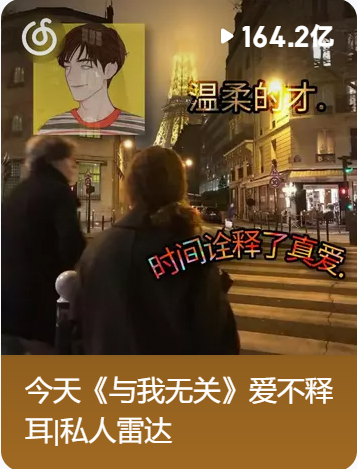 164.2亿
温柔的才.
时间诠释了真爱.
今天《与我无关》爱不释
耳|私人雷达